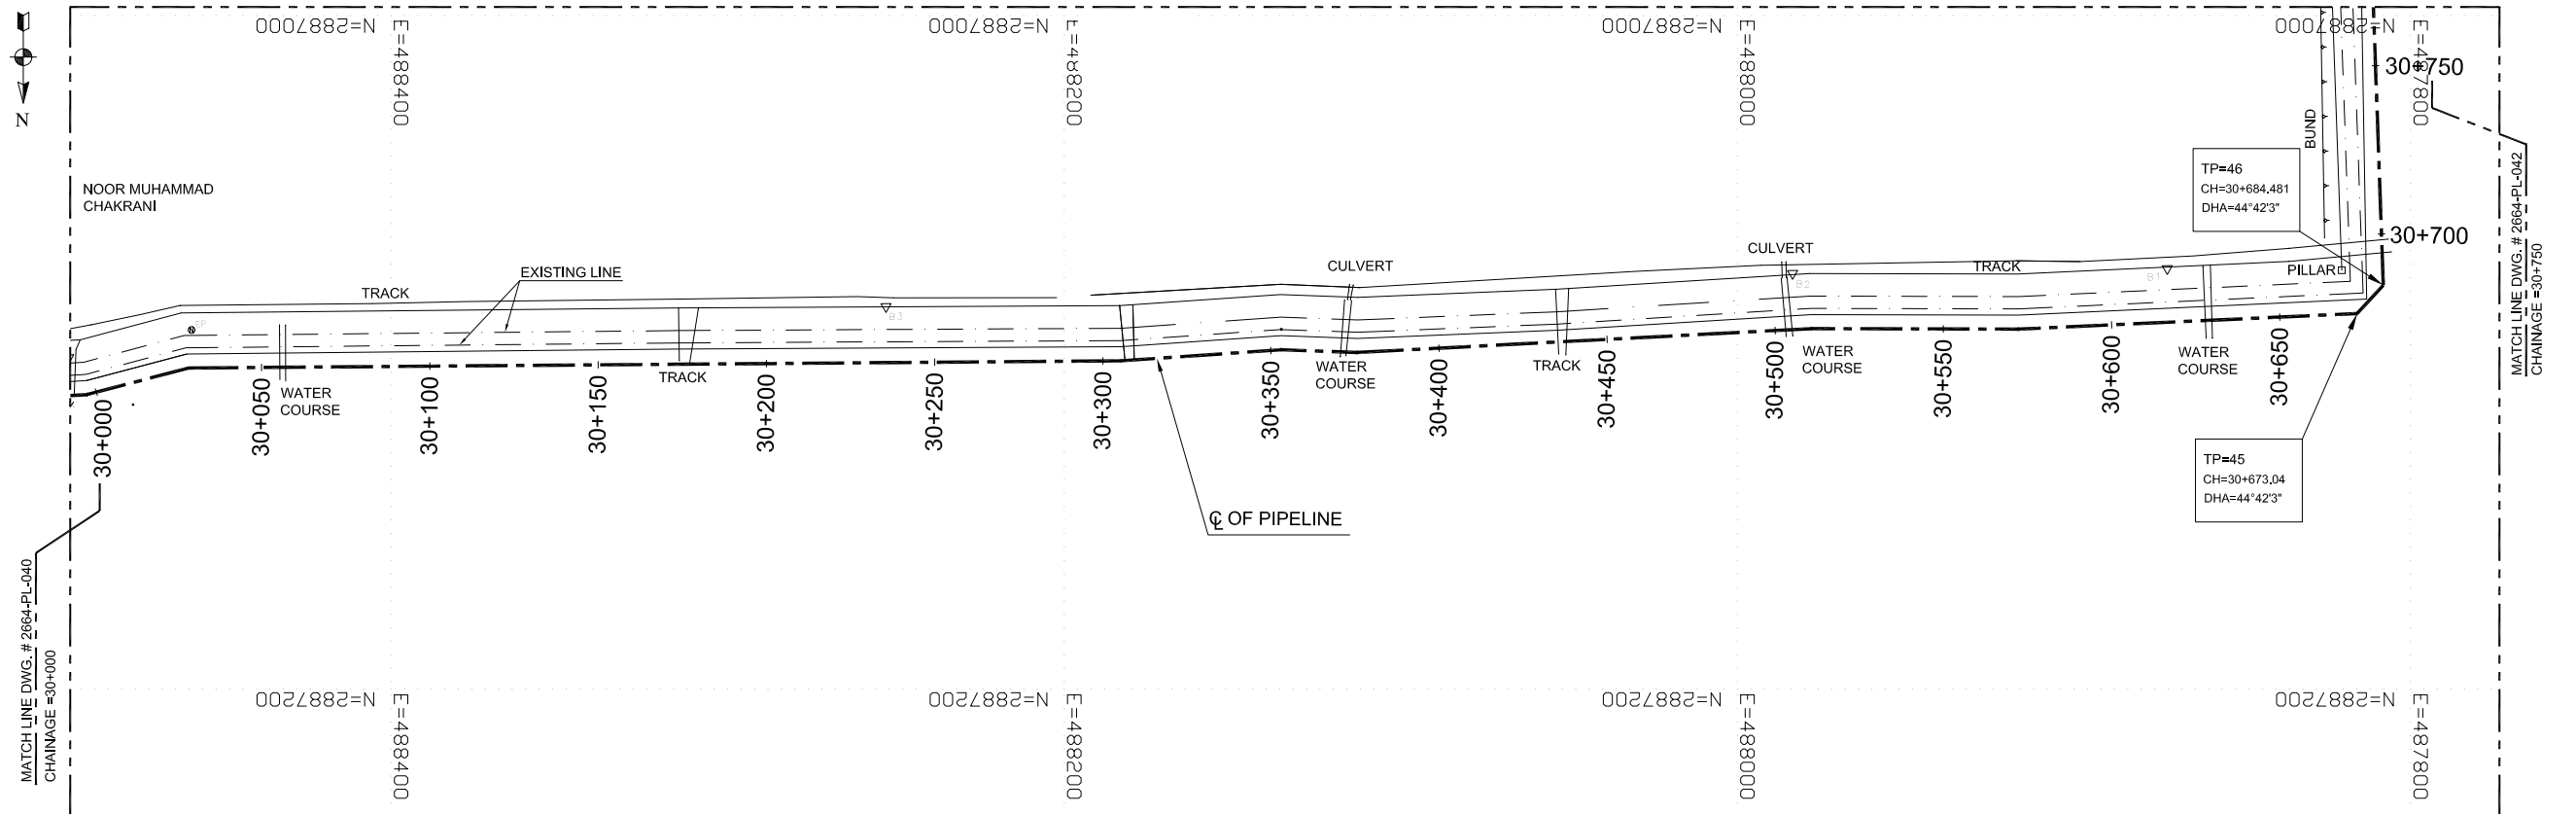 N=2887000
N=2887000
N=2887000
N=2887000
E=488400
E=488200
E=488000
E=487800
N
30+750
BUND
TP=46
CH=30+684.481
DHA=44°42'3"
MATCH LINE DWG. # 2664-PL-042
CHAINAGE =30+750
NOOR MUHAMMAD
CHAKRANI
30+700
EXISTING LINE
TRACK
CULVERT
CULVERT
TRACK
PILLAR
EP
B3
B2
B1
WATER
COURSE
TRACK
WATER
COURSE
TRACK
WATER
COURSE
WATER
COURSE
30+000
30+050
30+100
30+150
30+200
30+250
30+300
30+350
30+400
30+450
30+500
30+550
30+600
30+650
TP=45
CH=30+673.04
DHA=44°42'3"
℄ OF PIPELINE
MATCH LINE DWG. # 2664-PL-040
CHAINAGE =30+000
N=2887200
N=2887200
N=2887200
N=2887200
E=488400
E=488200
E=488000
E=487800